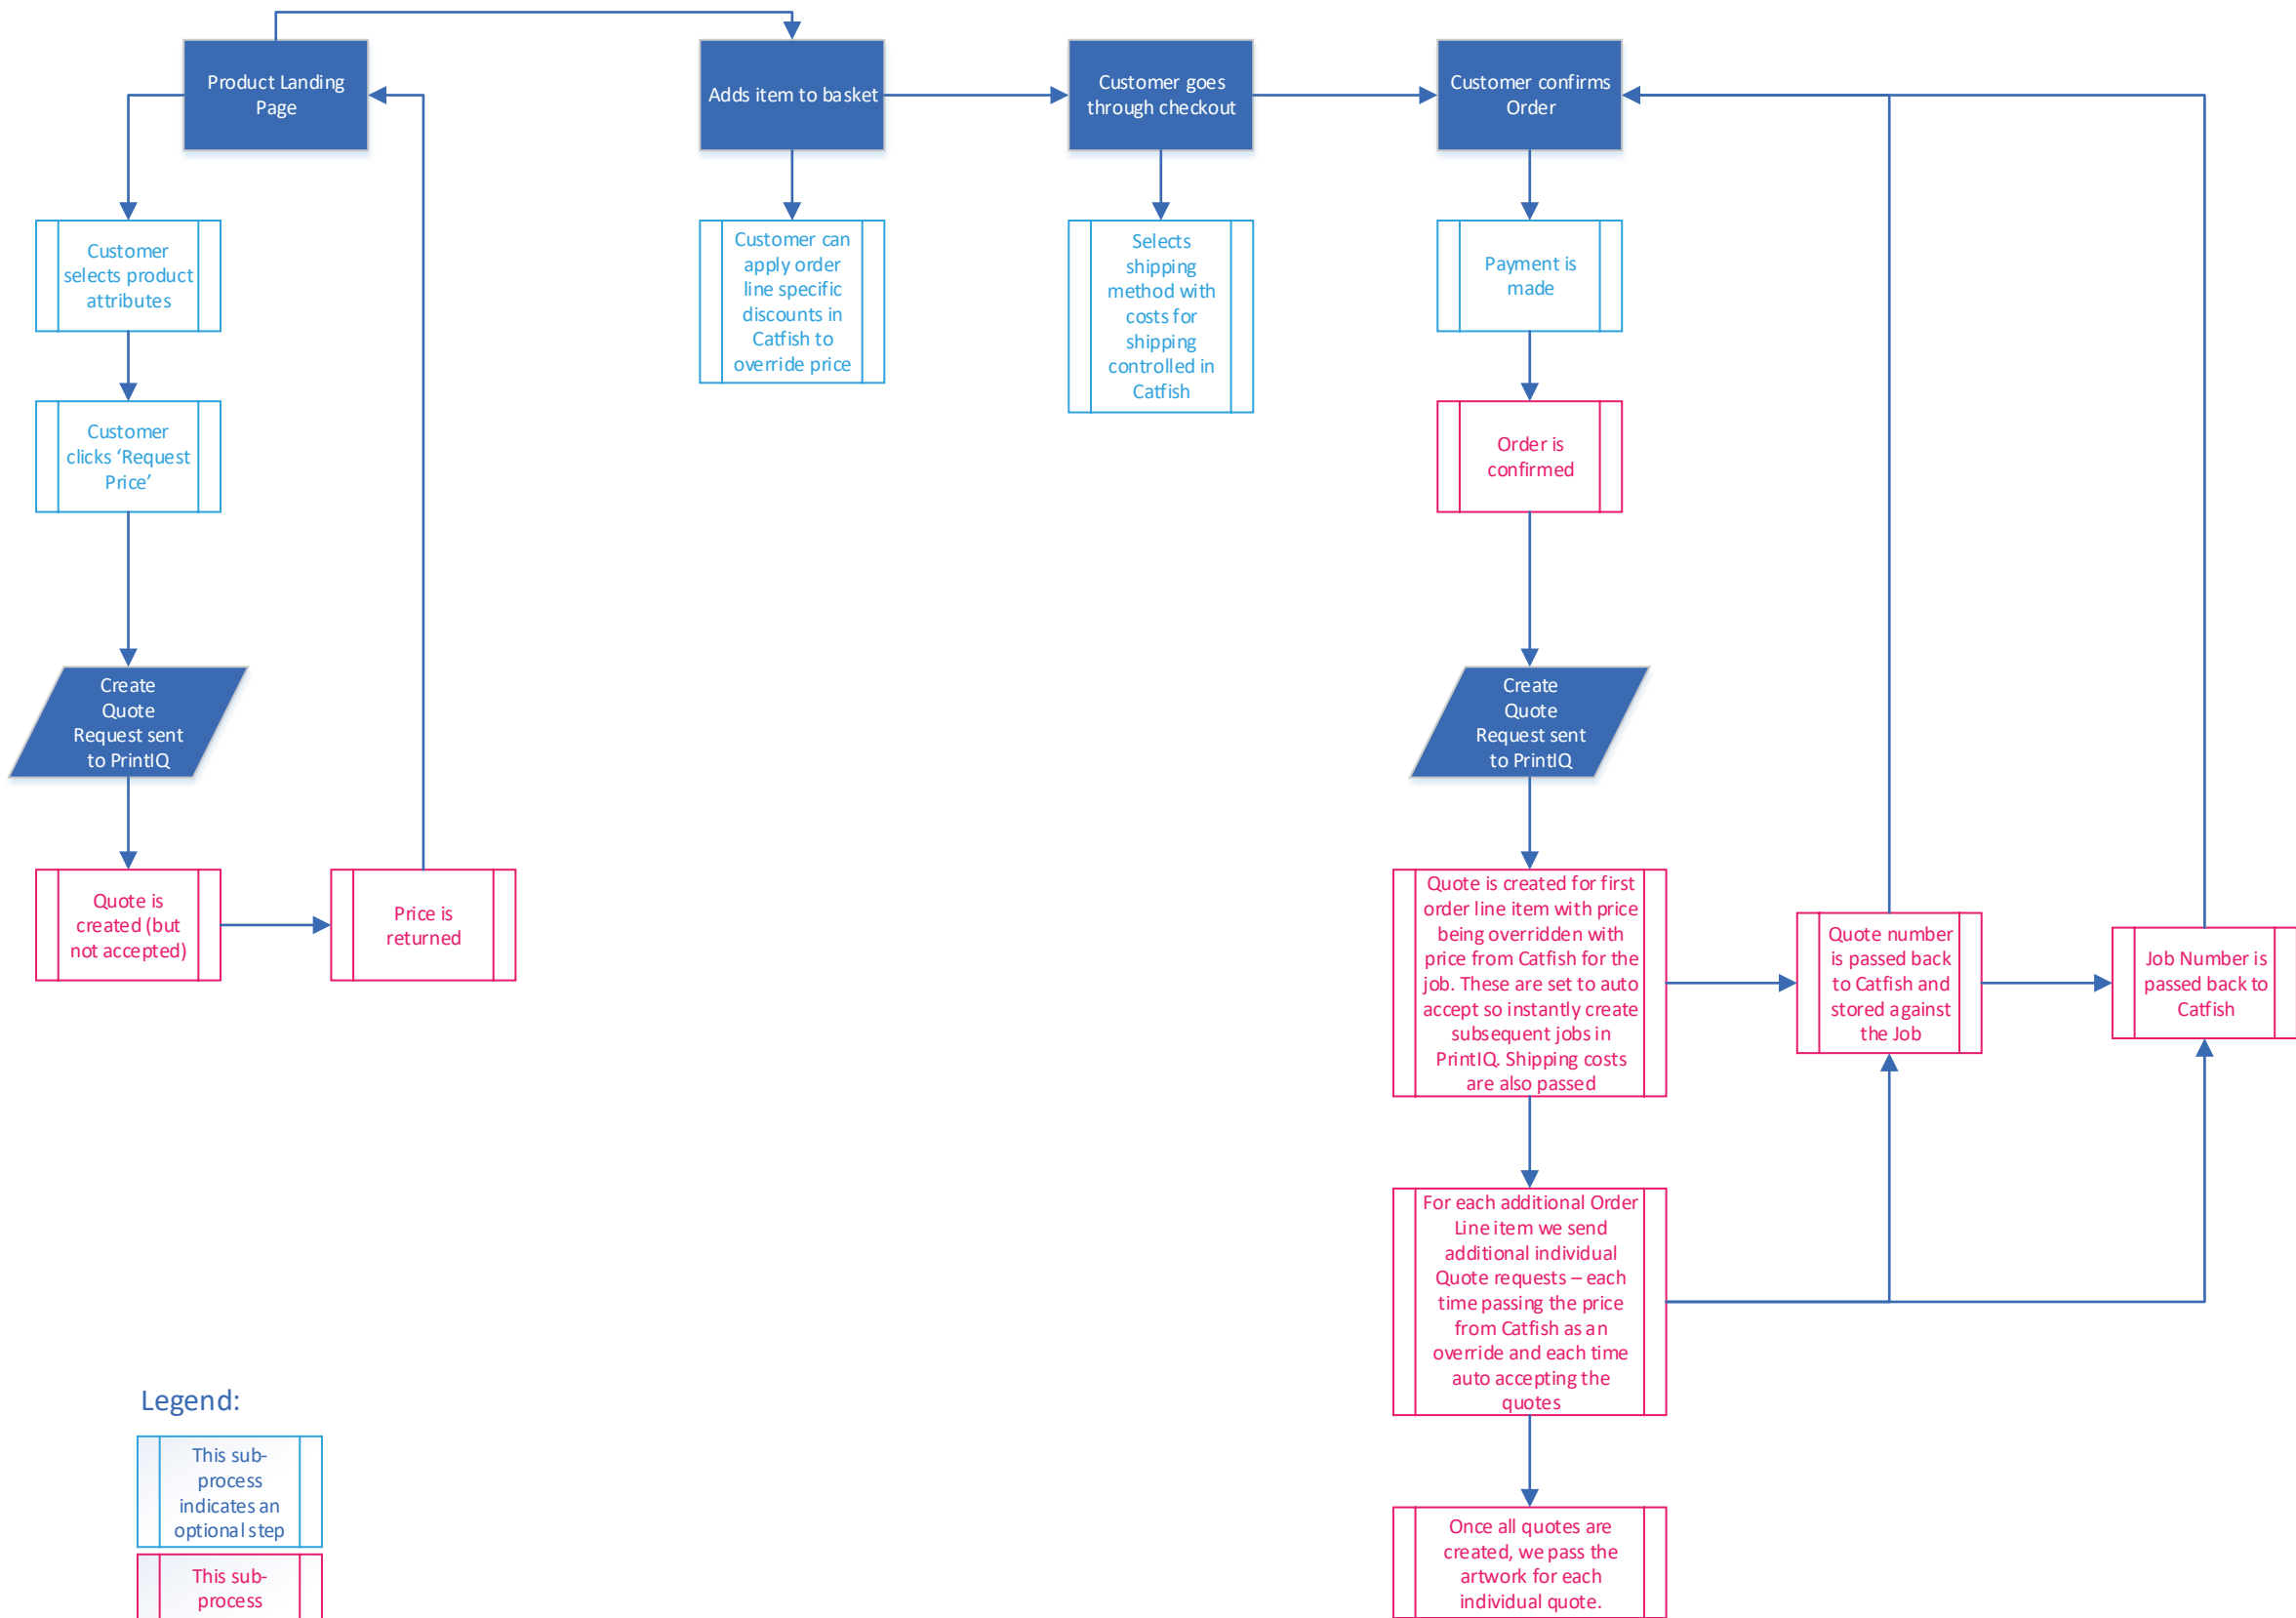 Product Landing
Page
Adds item to basket
Customer goes
through checkout
Customer confirms
Order
Customer
selects product
attributes
Customer can
apply order
line specific
discounts in
Catfish to
override price
Selects
shipping
method with
costs for
shipping
controlled in
Catfish
Payment is
made
Customer
clicks ‘Request
Price’
Order is
confirmed
Create
Quote
Request sent
to PrintIQ
Create
Quote
Request sent
to PrintIQ
Quote is
created (but
not accepted)
Price is
returned
Quote is created for first
order line item with price
being overridden with
price from Catfish for the
job. These are set to auto
accept so instantly create
subsequent jobs in
PrintIQ. Shipping costs
are also passed
Quote number
is passed back
to Catfish and
stored against
the Job
Job Number is
passed back to
Catfish
For each additional Order
Line item we send
additional individual
Quote requests – each
time passing the price
from Catfish as an
override and each time
auto accepting the
quotes
Once all quotes are
created, we pass the
artwork for each
individual quote.
Legend:
This sub-
process
indicates an
optional step
This sub-
process